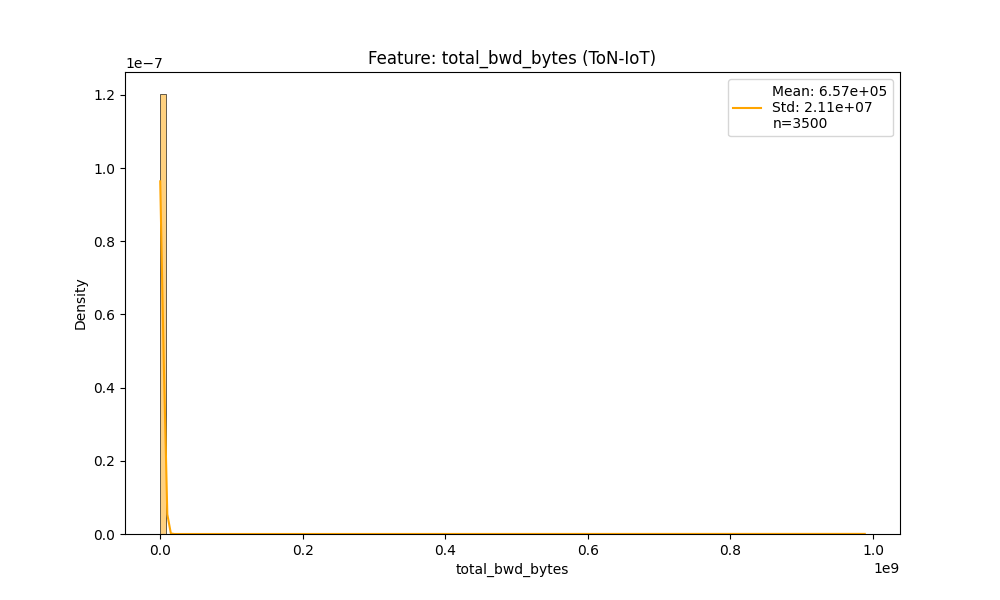 Feature: total_bwd_bytes (ToN-IoT)
1e−7
Mean: 6.57e+05
Std: 2.11e+07
n=3500
1.2
1.0
0.8
0.6
0.4
0.2
0.0
Density
0.0 0.2 0.4 0.6 0.8 1.0
1e9
total_bwd_bytes